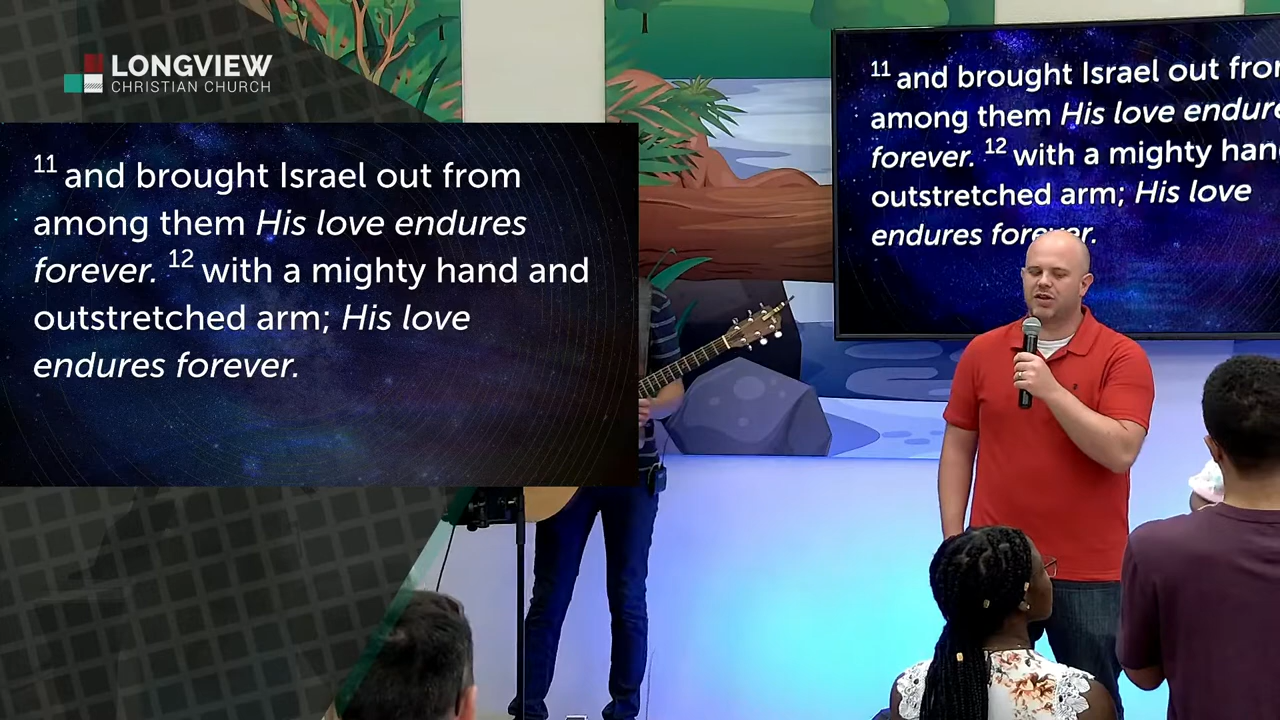 LONGVIEW
CHRISTIAN CHURCH
11 and brought Israel out from
among them His love endures
forever. 12 with a mighty hand and
outstretched arm; His love
endures forever.
11 and brought Israel out from
among them His love endure
forever. 12 with a mighty han
outstretched arm; His love
endures forever.